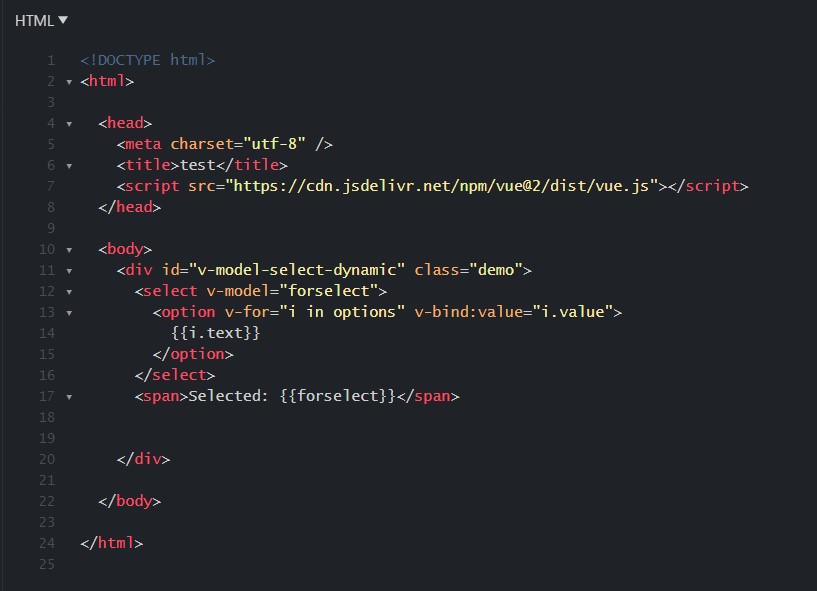 HTML ▼
1 <!DOCTYPE html>
2 ▾ <html>
3
4 ▾ <head>
5 <meta charset="utf-8" />
6 ▾ <title>test</title>
7 <script src="https://cdn.jsdelivr.net/npm/vue@2/dist/vue.js"></script>
8 </head>
9
10 ▾ <body>
11 ▾ <div id="v-model-select-dynamic" class="demo">
12 ▾ <select v-model="forselect">
13 ▾ <option v-for="i in options" v-bind:value="i.value">
14 {{i.text}}
15 </option>
16 </select>
17 ▾ <span>Selected: {{forselect}}</span>
18
19
20 </div>
21
22 </body>
23
24 </html>
25